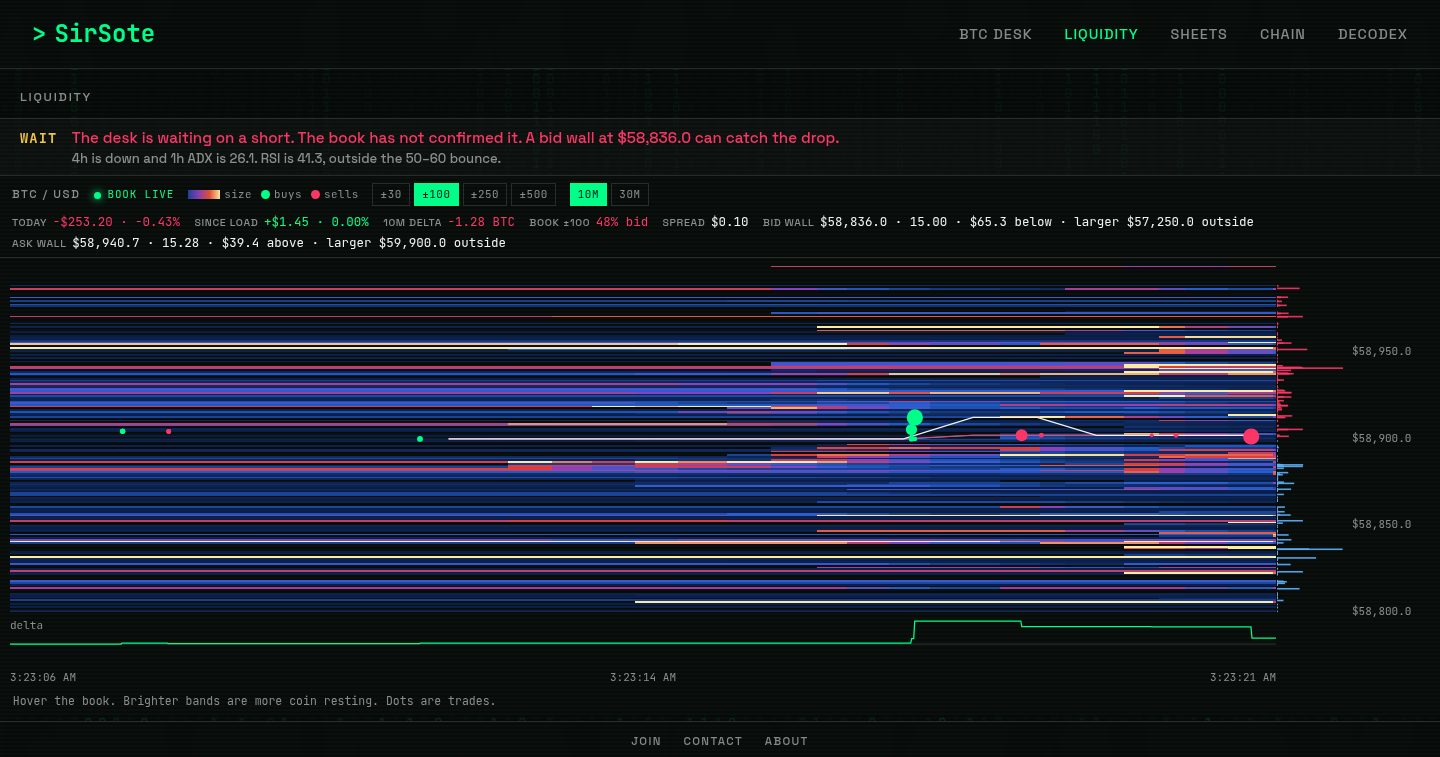 > SirSote
BTC DESK LIQUIDITY SHEETS CHAIN DECODEX
LIQUIDITY
WAIT The desk is waiting on a short. The book has not confirmed it. A bid wall at $58,836.0 can catch the drop.
4h is down and 1h ADX is 26.1. RSI is 41.3, outside the 50–60 bounce.
BTC / USD BOOK LIVE size buys sells ±30 ±100 ±250 ±500 10M 30M
TODAY -$253.20 · -0.43% SINCE LOAD +$1.45 · 0.00% 10M DELTA -1.28 BTC BOOK ±100 48% bid SPREAD $0.10 BID WALL $58,836.0 · 15.00 · $65.3 below · larger $57,250.0 outside
ASK WALL $58,940.7 · 15.28 · $39.4 above · larger $59,900.0 outside
$58,950.0
$58,900.0
$58,850.0
$58,800.0
delta
3:23:06 AM 3:23:14 AM 3:23:21 AM
Hover the book. Brighter bands are more coin resting. Dots are trades.
JOIN CONTACT ABOUT